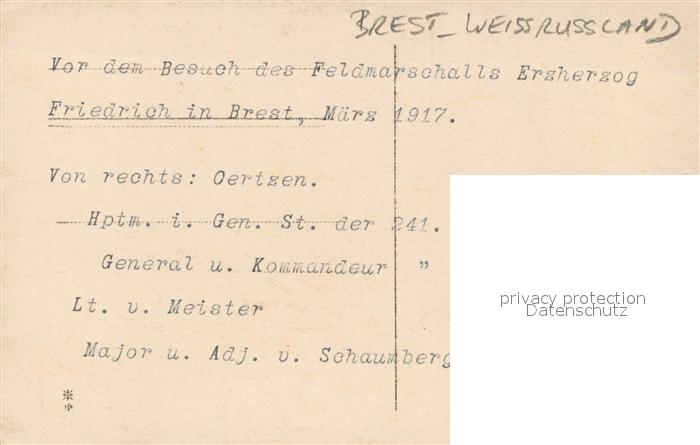 BREST_WEISSRUSSLAND
Vor dem Besuch des Feldmarschalls Erzherzog
Friedrich in Brest, März 1917.
Von rechts: Oertzen.
Hptm. i. Gen. St. der 241.
General u. Kommandeur "
Lt. v. Meister
Major u. Adj. v. Schaumberg
privacy protection
Datenschutz